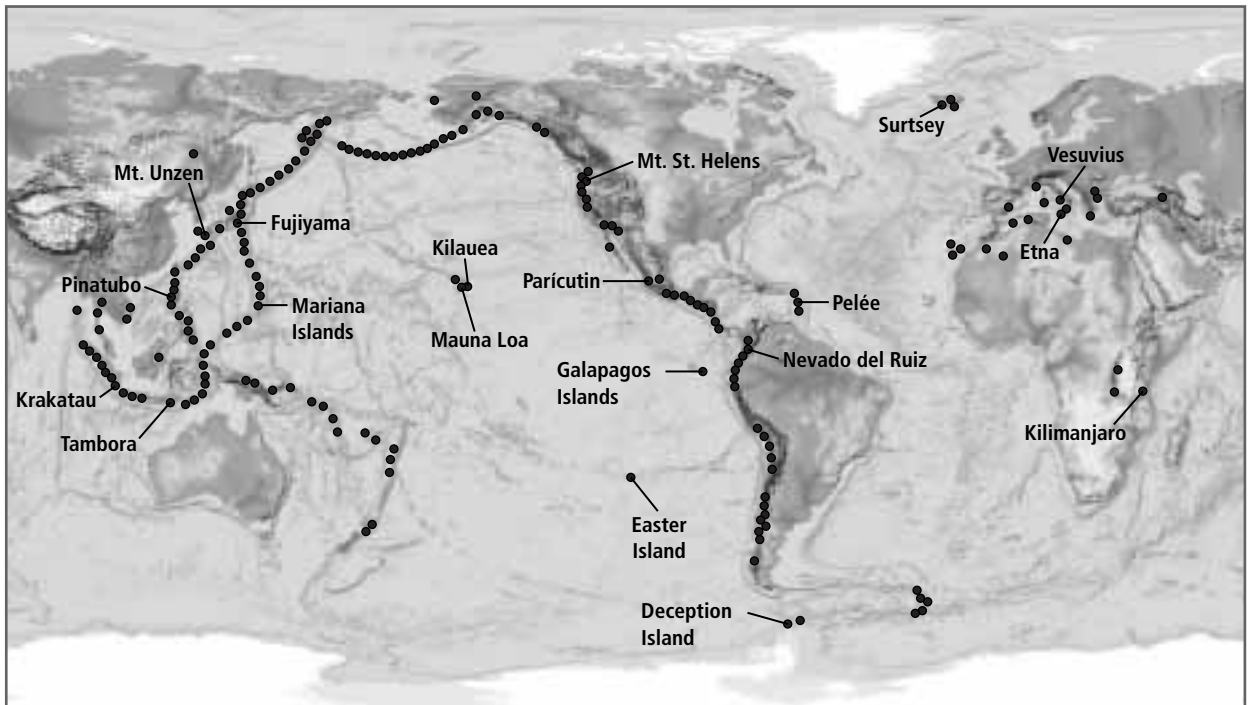 Surtsey
Vesuvius
Mt. St. Helens
Mt. Unzen
Fujiyama
Kilauea
Etna
Pinatubo
Parícutin
Mariana
Islands
Pelée
Mauna Loa
Nevado del Ruiz
Galapagos
Islands
Krakatau
Kilimanjaro
Tambora
Easter
Island
Deception
Island